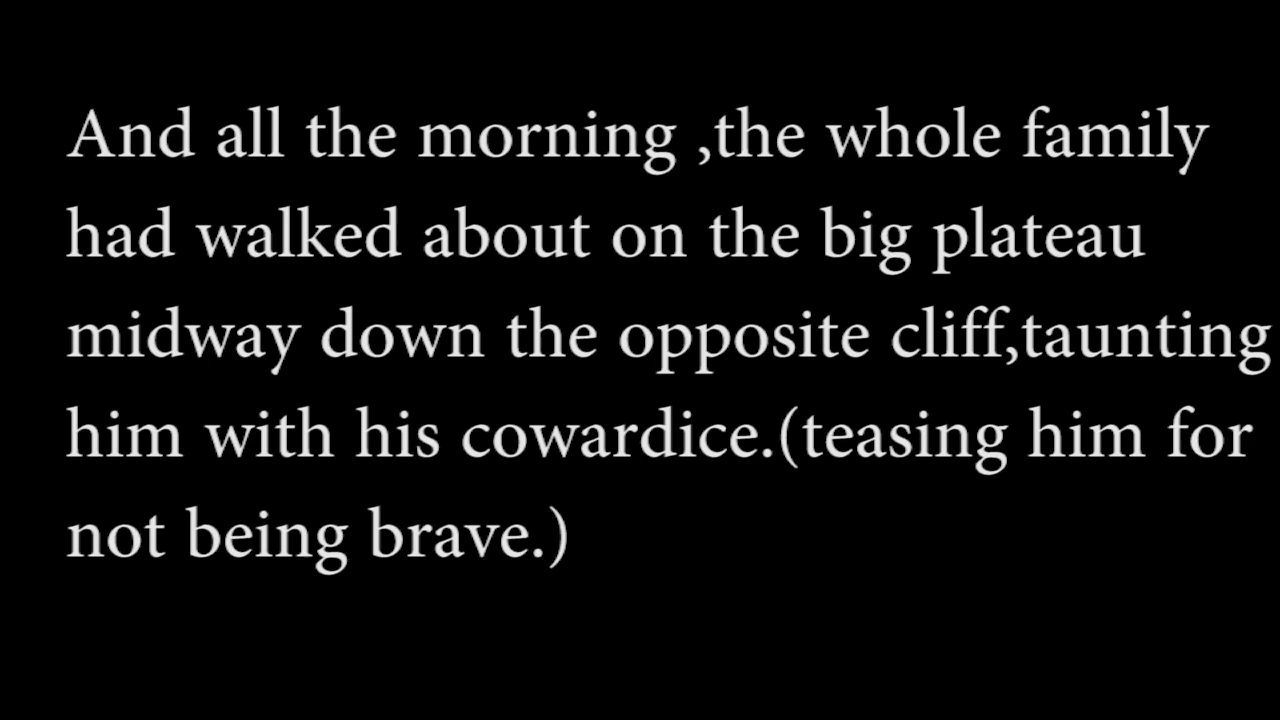 And all the morning ,the whole family
had walked about on the big plateau
midway down the opposite cliff,taunting
him with his cowardice.(teasing him for
not being brave.)